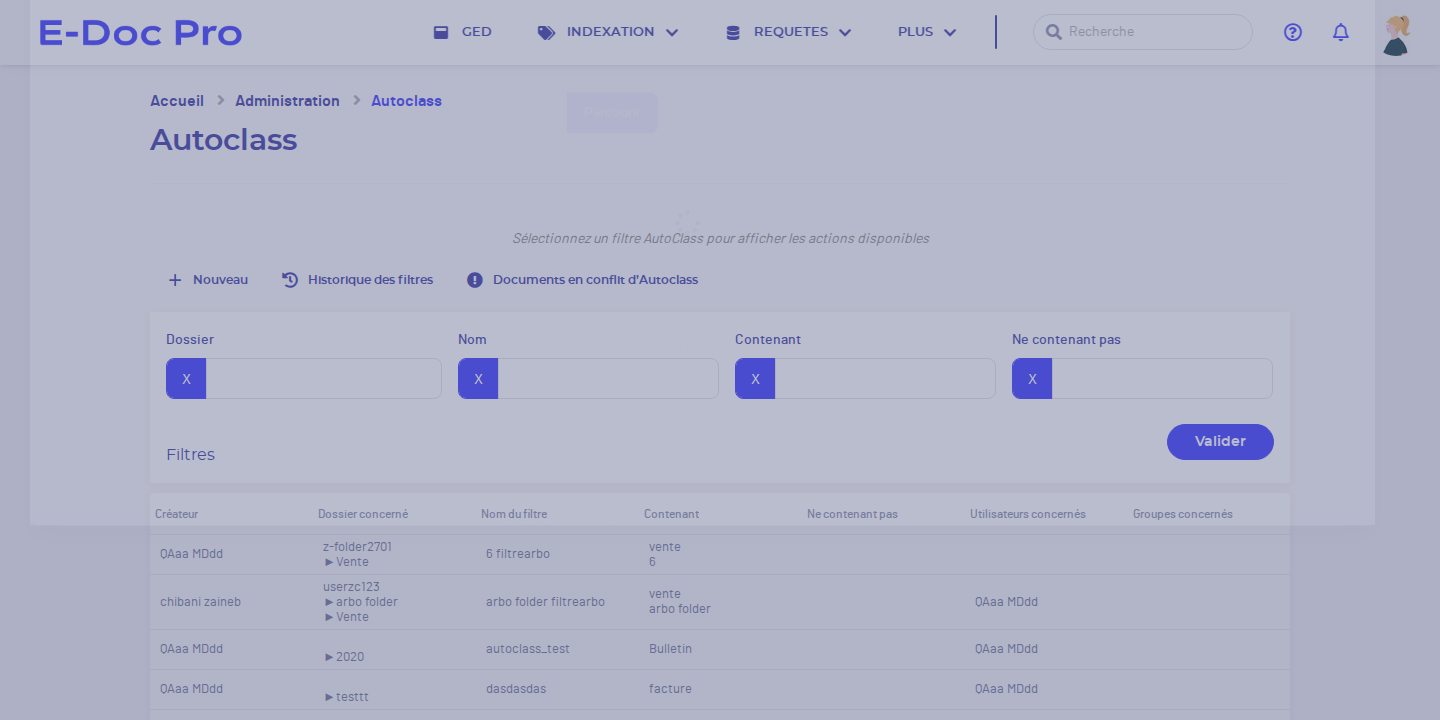 E-Doc Pro GED INDEXATION REQUETES PLUS Recherche
Accueil Administration Autoclass
Autoclass
Sélectionnez un filtre AutoClass pour afficher les actions disponibles
Nouveau Historique des filtres Documents en conflit d'Autoclass
Dossier Nom Contenant Ne contenant pas
X X X X
Valider
Filtres
Créateur Dossier concerné Nom du filtre Contenant Ne contenant pas Utilisateurs concernés Groupes concernés
QAaa MDdd z-folder2701 ►Vente 6 filtrearbo vente 6
chibani zaineb userzc123 ►arbo folder ►Vente arbo folder filtrearbo vente arbo folder QAaa MDdd
QAaa MDdd ►2020 autoclass_test Bulletin QAaa MDdd
QAaa MDdd ►testtt dasdasdas facture QAaa MDdd